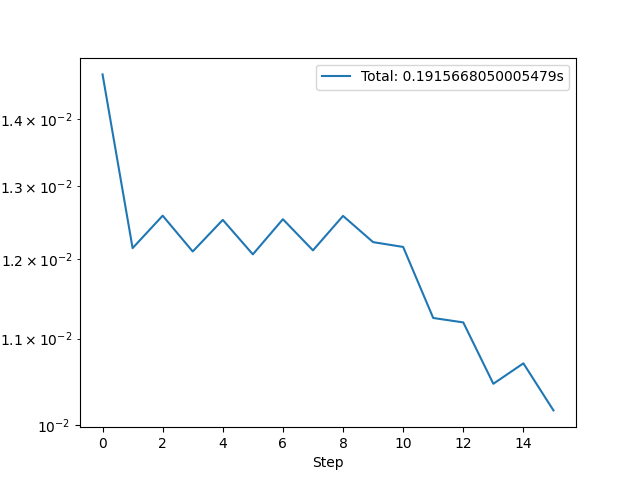 Total: 0.1915668050005479s
1.4 × 10⁻²
1.3 × 10⁻²
1.2 × 10⁻²
1.1 × 10⁻²
10⁻²
0 2 4 6 8 10 12 14
Step